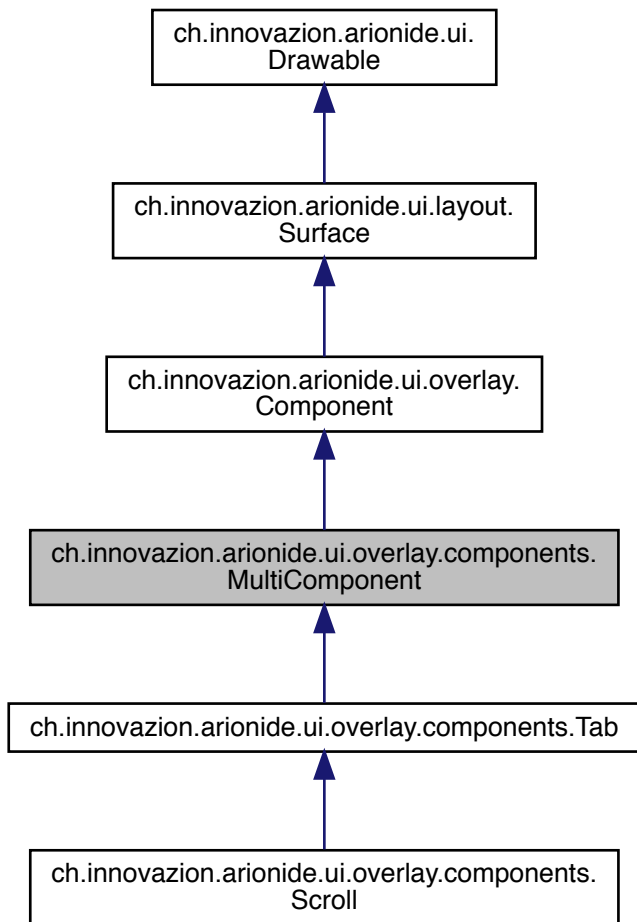 ch.innovazion.arionide.ui.
Drawable
ch.innovazion.arionide.ui.layout.
Surface
ch.innovazion.arionide.ui.overlay.
Component
ch.innovazion.arionide.ui.overlay.components.
MultiComponent
ch.innovazion.arionide.ui.overlay.components.Tab
ch.innovazion.arionide.ui.overlay.components.
Scroll